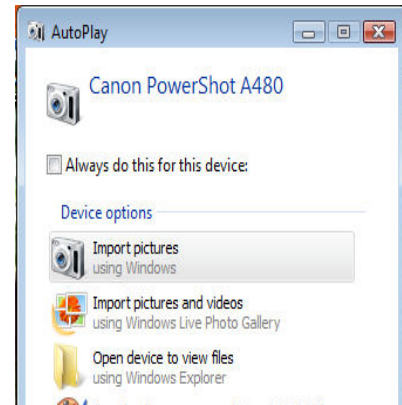 AutoPlay
Canon PowerShot A480
Always do this for this device:
Device options
Import pictures
using Windows
Import pictures and videos
using Windows Live Photo Gallery
Open device to view files
using Windows Explorer